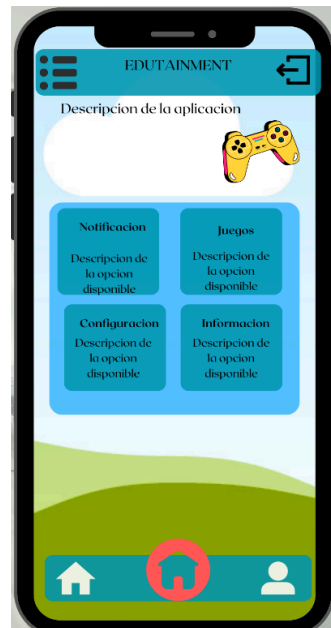 EDUTAINMENT
Descripcion de la aplicacion
Notificacion
Descripcion de
la opcion
disponible
Juegos
Descripcion de
la opcion
disponible
Configuracion
Descripcion de
la opcion
disponible
Informacion
Descripcion de
la opcion
disponible